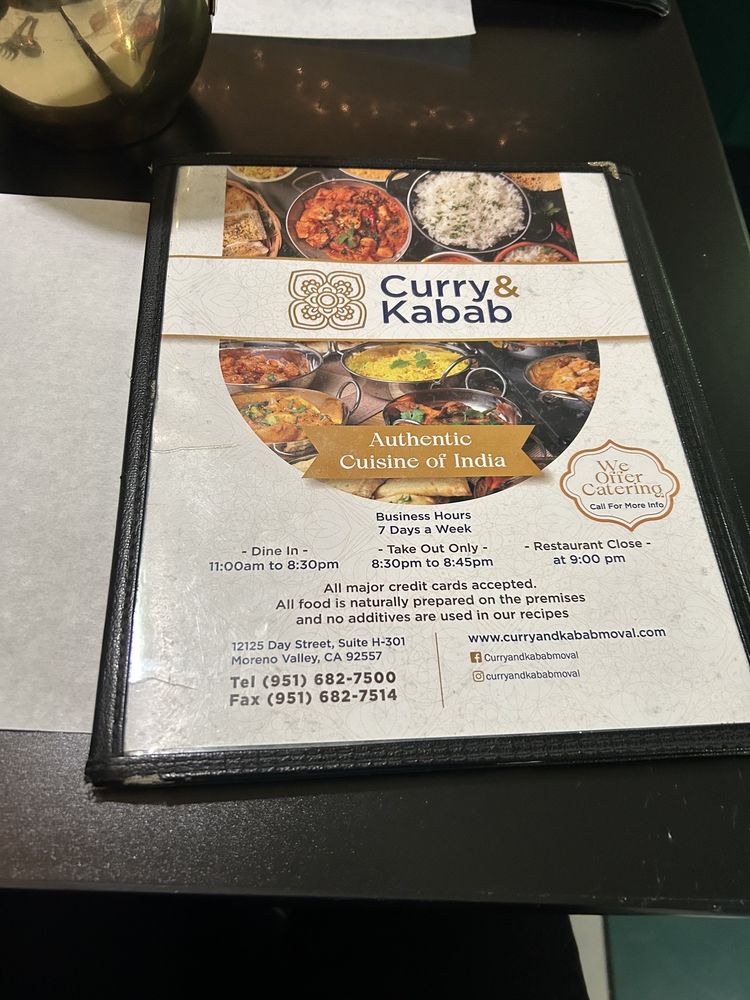 Curry&
Kabab
Authentic
Cuisine of India
We
Offer
Catering
Call For More Info
Business Hours
7 Days a Week
- Dine In -
11:00am to 8:30pm
- Take Out Only -
8:30pm to 8:45pm
- Restaurant Close -
at 9:00 pm
All major credit cards accepted.
All food is naturally prepared on the premises
and no additives are used in our recipes
12125 Day Street, Suite H-301
Moreno Valley, CA 92557
Tel (951) 682-7500
Fax (951) 682-7514
www.curryandkababmoval.com
Curryandkababmoval
curryandkababmoval